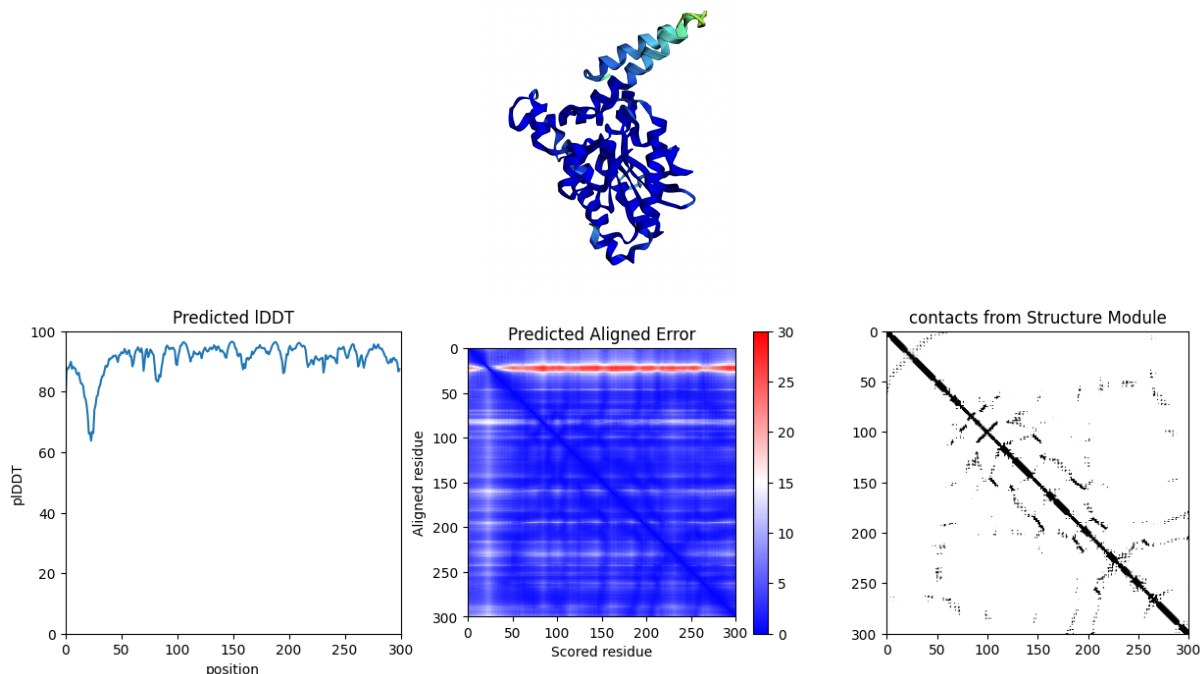 Predicted lDDT
100
80
60
40
20
0
plDDT
0 50 100 150 200 250 300
position
Predicted Aligned Error
0
50
100
150
200
250
300
Aligned residue
0 50 100 150 200 250 300
Scored residue
30
25
20
15
10
5
0
contacts from Structure Module
0
50
100
150
200
250
300
0 50 100 150 200 250 300